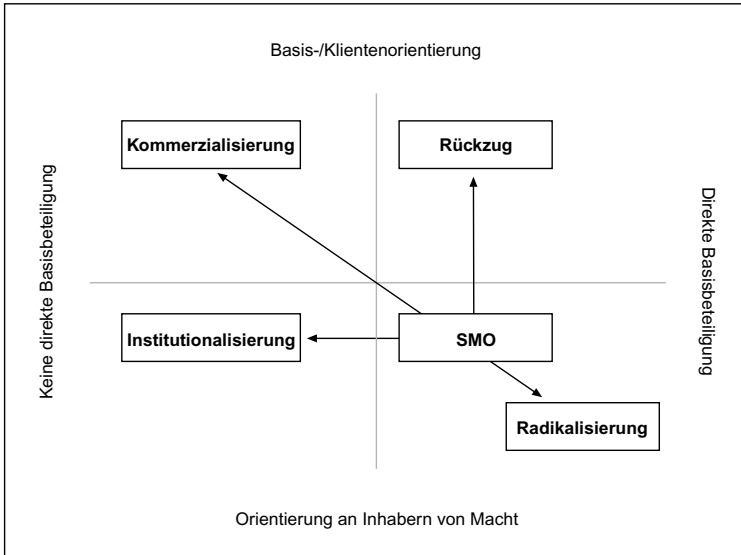 Basis-/Klientenorientierung
Kommerzialisierung
Rückzug
Keine direkte Basisbeteiligung
Direkte Basisbeteiligung
Institutionalisierung
SMO
Radikalisierung
Orientierung an Inhabern von Macht